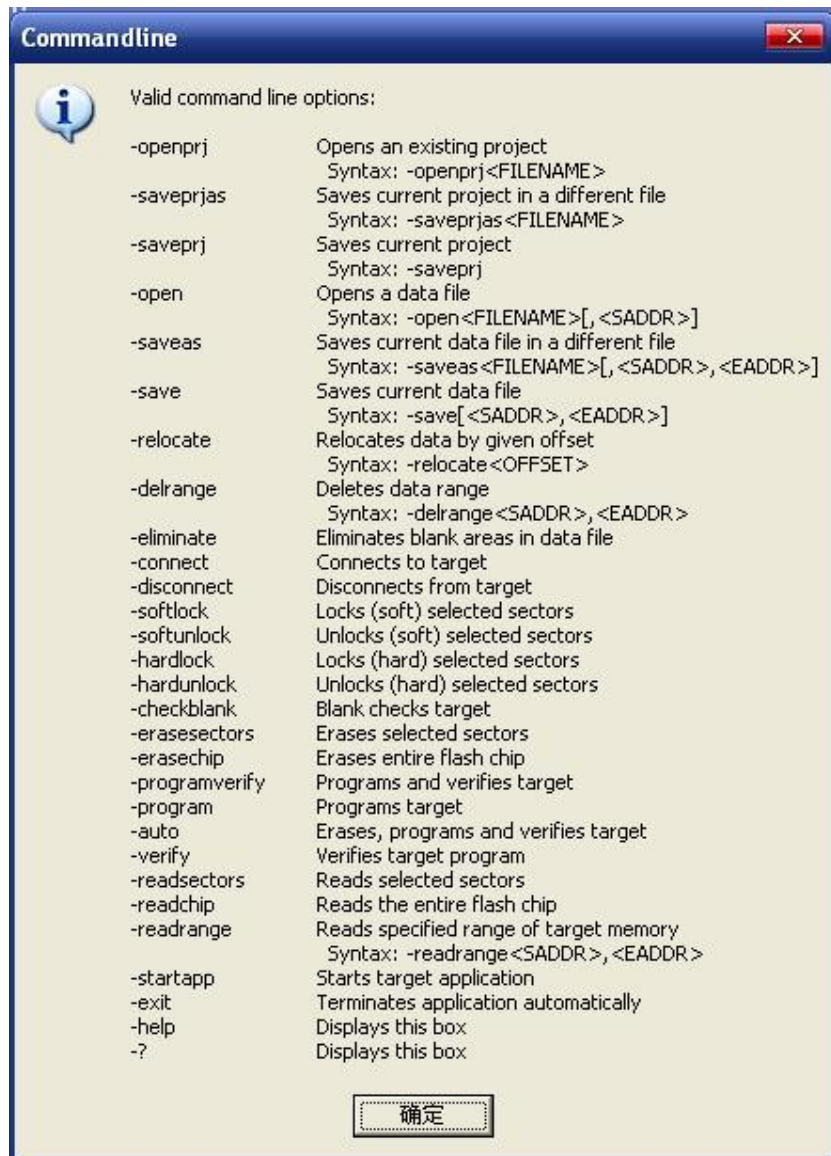 Commandline
Valid command line options:
-openprj Opens an existing project
Syntax: -openprj<FILENAME>
-saveprjas Saves current project in a different file
Syntax: -saveprjas<FILENAME>
-saveprj Saves current project
Syntax: -saveprj
-open Opens a data file
Syntax: -open<FILENAME>[,<SADDR>]
-saveas Saves current data file in a different file
Syntax: -saveas<FILENAME>[,<SADDR>,<EADDR>]
-save Saves current data file
Syntax: -save[<SADDR>,<EADDR>]
-relocate Relocates data by given offset
Syntax: -relocate<OFFSET>
-delrange Deletes data range
Syntax: -delrange<SADDR>,<EADDR>
-eliminate Eliminates blank areas in data file
-connect Connects to target
-disconnect Disconnects from target
-softlock Locks (soft) selected sectors
-softunlock Unlocks (soft) selected sectors
-hardlock Locks (hard) selected sectors
-hardunlock Unlocks (hard) selected sectors
-checkblank Blank checks target
-erasesectors Erases selected sectors
-erasechip Erases entire flash chip
-programverify Programs and verifies target
-program Programs target
-auto Erases, programs and verifies target
-verify Verifies target program
-readsectors Reads selected sectors
-readchip Reads the entire flash chip
-readrange Reads specified range of target memory
Syntax: -readrange<SADDR>,<EADDR>
-startapp Starts target application
-exit Terminates application automatically
-help Displays this box
-? Displays this box
确定